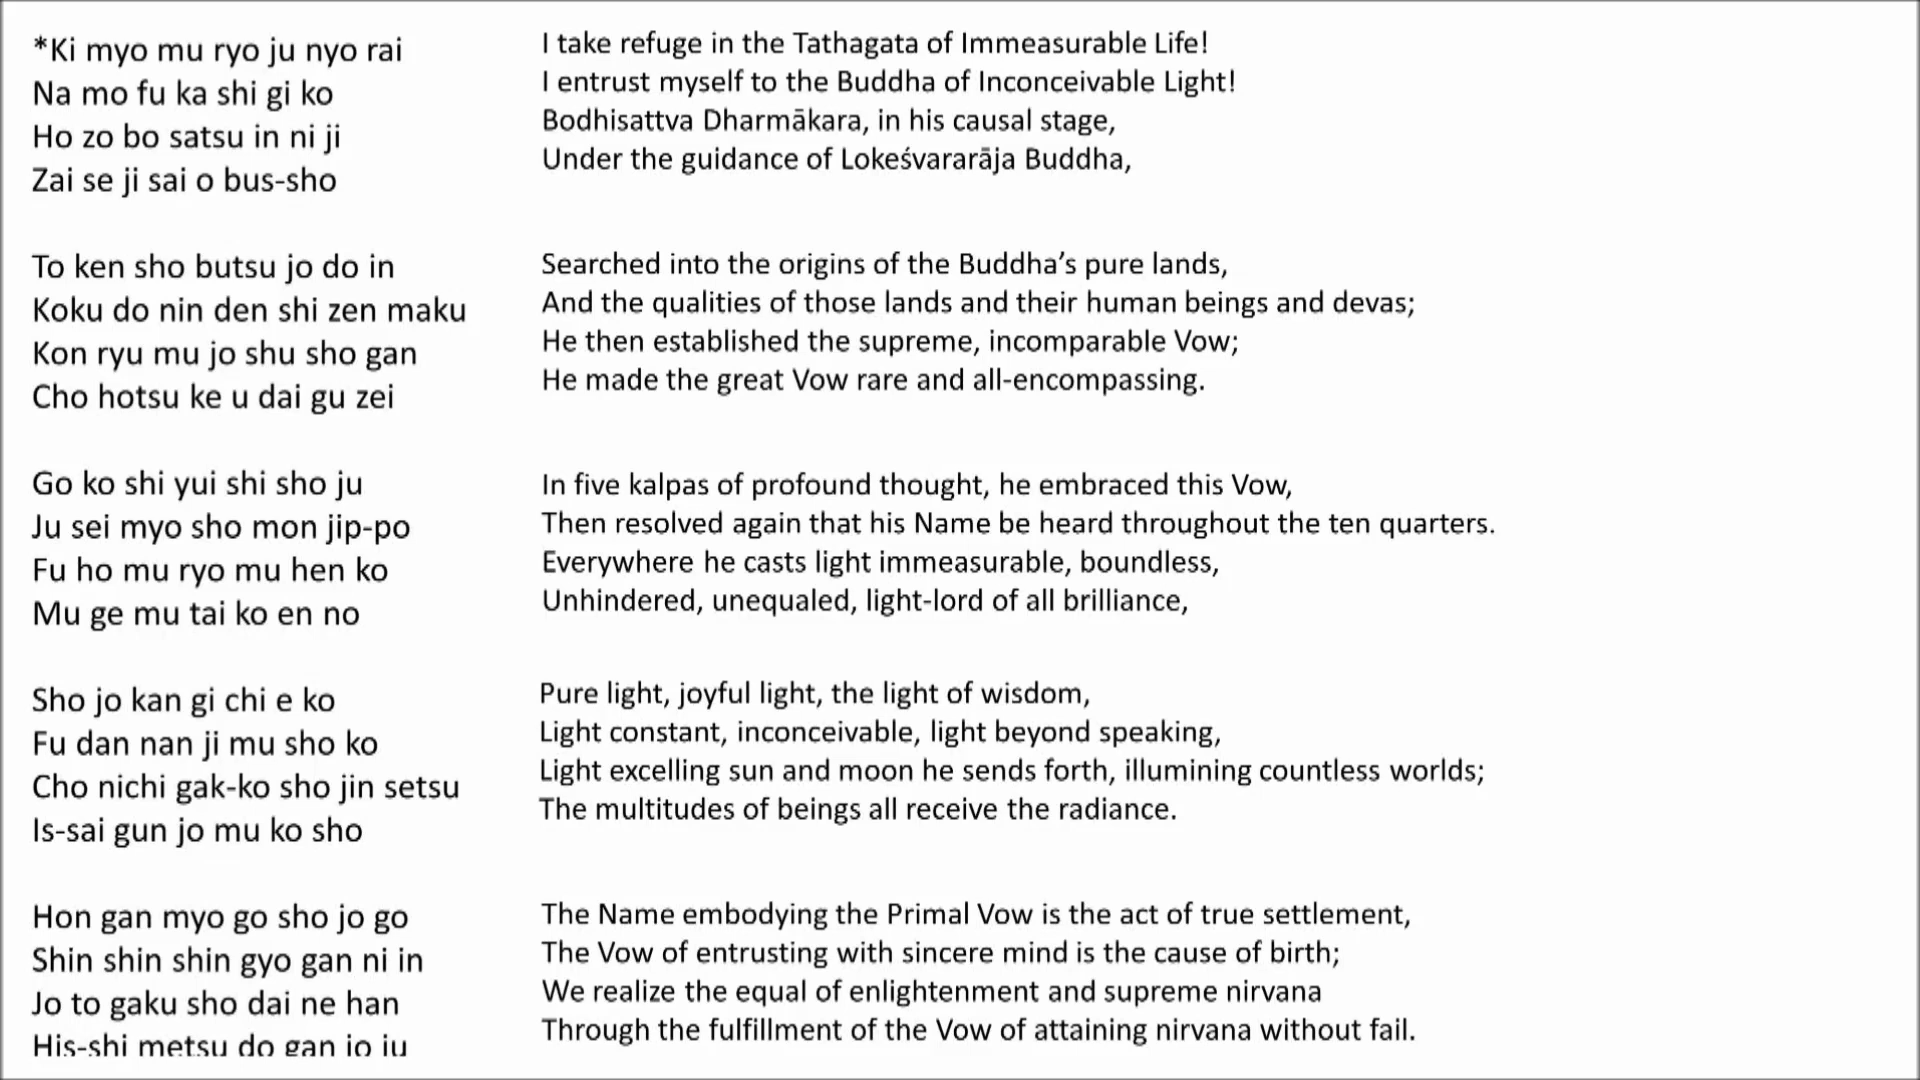 *Ki myo mu ryo ju nyo rai
Na mo fu ka shi gi ko
Ho zo bo satsu in ni ji
Zai se ji sai o bus-sho
To ken sho butsu jo do in
Koku do nin den shi zen maku
Kon ryu mu jo shu sho gan
Cho hotsu ke u dai gu zei
Go ko shi yui shi sho ju
Ju sei myo sho mon jip-po
Fu ho mu ryo mu hen ko
Mu ge mu tai ko en no
Sho jo kan gi chi e ko
Fu dan nan ji mu sho ko
Cho nichi gak-ko sho jin setsu
Is-sai gun jo mu ko sho
Hon gan myo go sho jo go
Shin shin shin gyo gan ni in
Jo to gaku sho dai ne han
His-shi metsu do gan jo ju
I take refuge in the Tathagata of Immeasurable Life!
I entrust myself to the Buddha of Inconceivable Light!
Bodhisattva Dharmākara, in his causal stage,
Under the guidance of Lokeśvararāja Buddha,
Searched into the origins of the Buddha’s pure lands,
And the qualities of those lands and their human beings and devas;
He then established the supreme, incomparable Vow;
He made the great Vow rare and all-encompassing.
In five kalpas of profound thought, he embraced this Vow,
Then resolved again that his Name be heard throughout the ten quarters.
Everywhere he casts light immeasurable, boundless,
Unhindered, unequaled, light-lord of all brilliance,
Pure light, joyful light, the light of wisdom,
Light constant, inconceivable, light beyond speaking,
Light excelling sun and moon he sends forth, illumining countless worlds;
The multitudes of beings all receive the radiance.
The Name embodying the Primal Vow is the act of true settlement,
The Vow of entrusting with sincere mind is the cause of birth;
We realize the equal of enlightenment and supreme nirvana
Through the fulfillment of the Vow of attaining nirvana without fail.